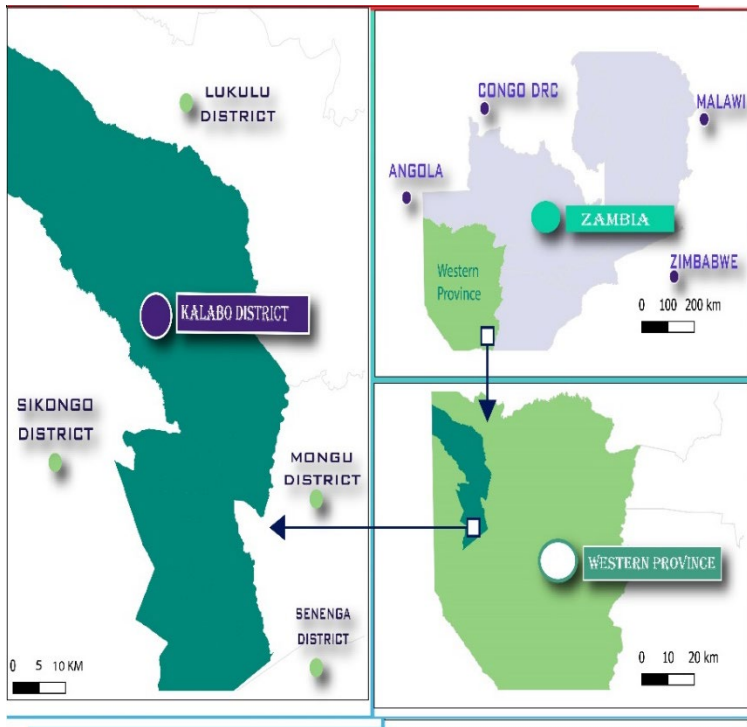 LUKULU
DISTRICT
KALABO DISTRICT
SIKONGO
DISTRICT
MONGU
DISTRICT
SENENGA
DISTRICT
0 5 10 KM
CONGO DRC
MALAWI
ANGOLA
ZAMBIA
Western
Province
ZIMBABWE
0 100 200 km
WESTERN PROVINCE
0 10 20 km